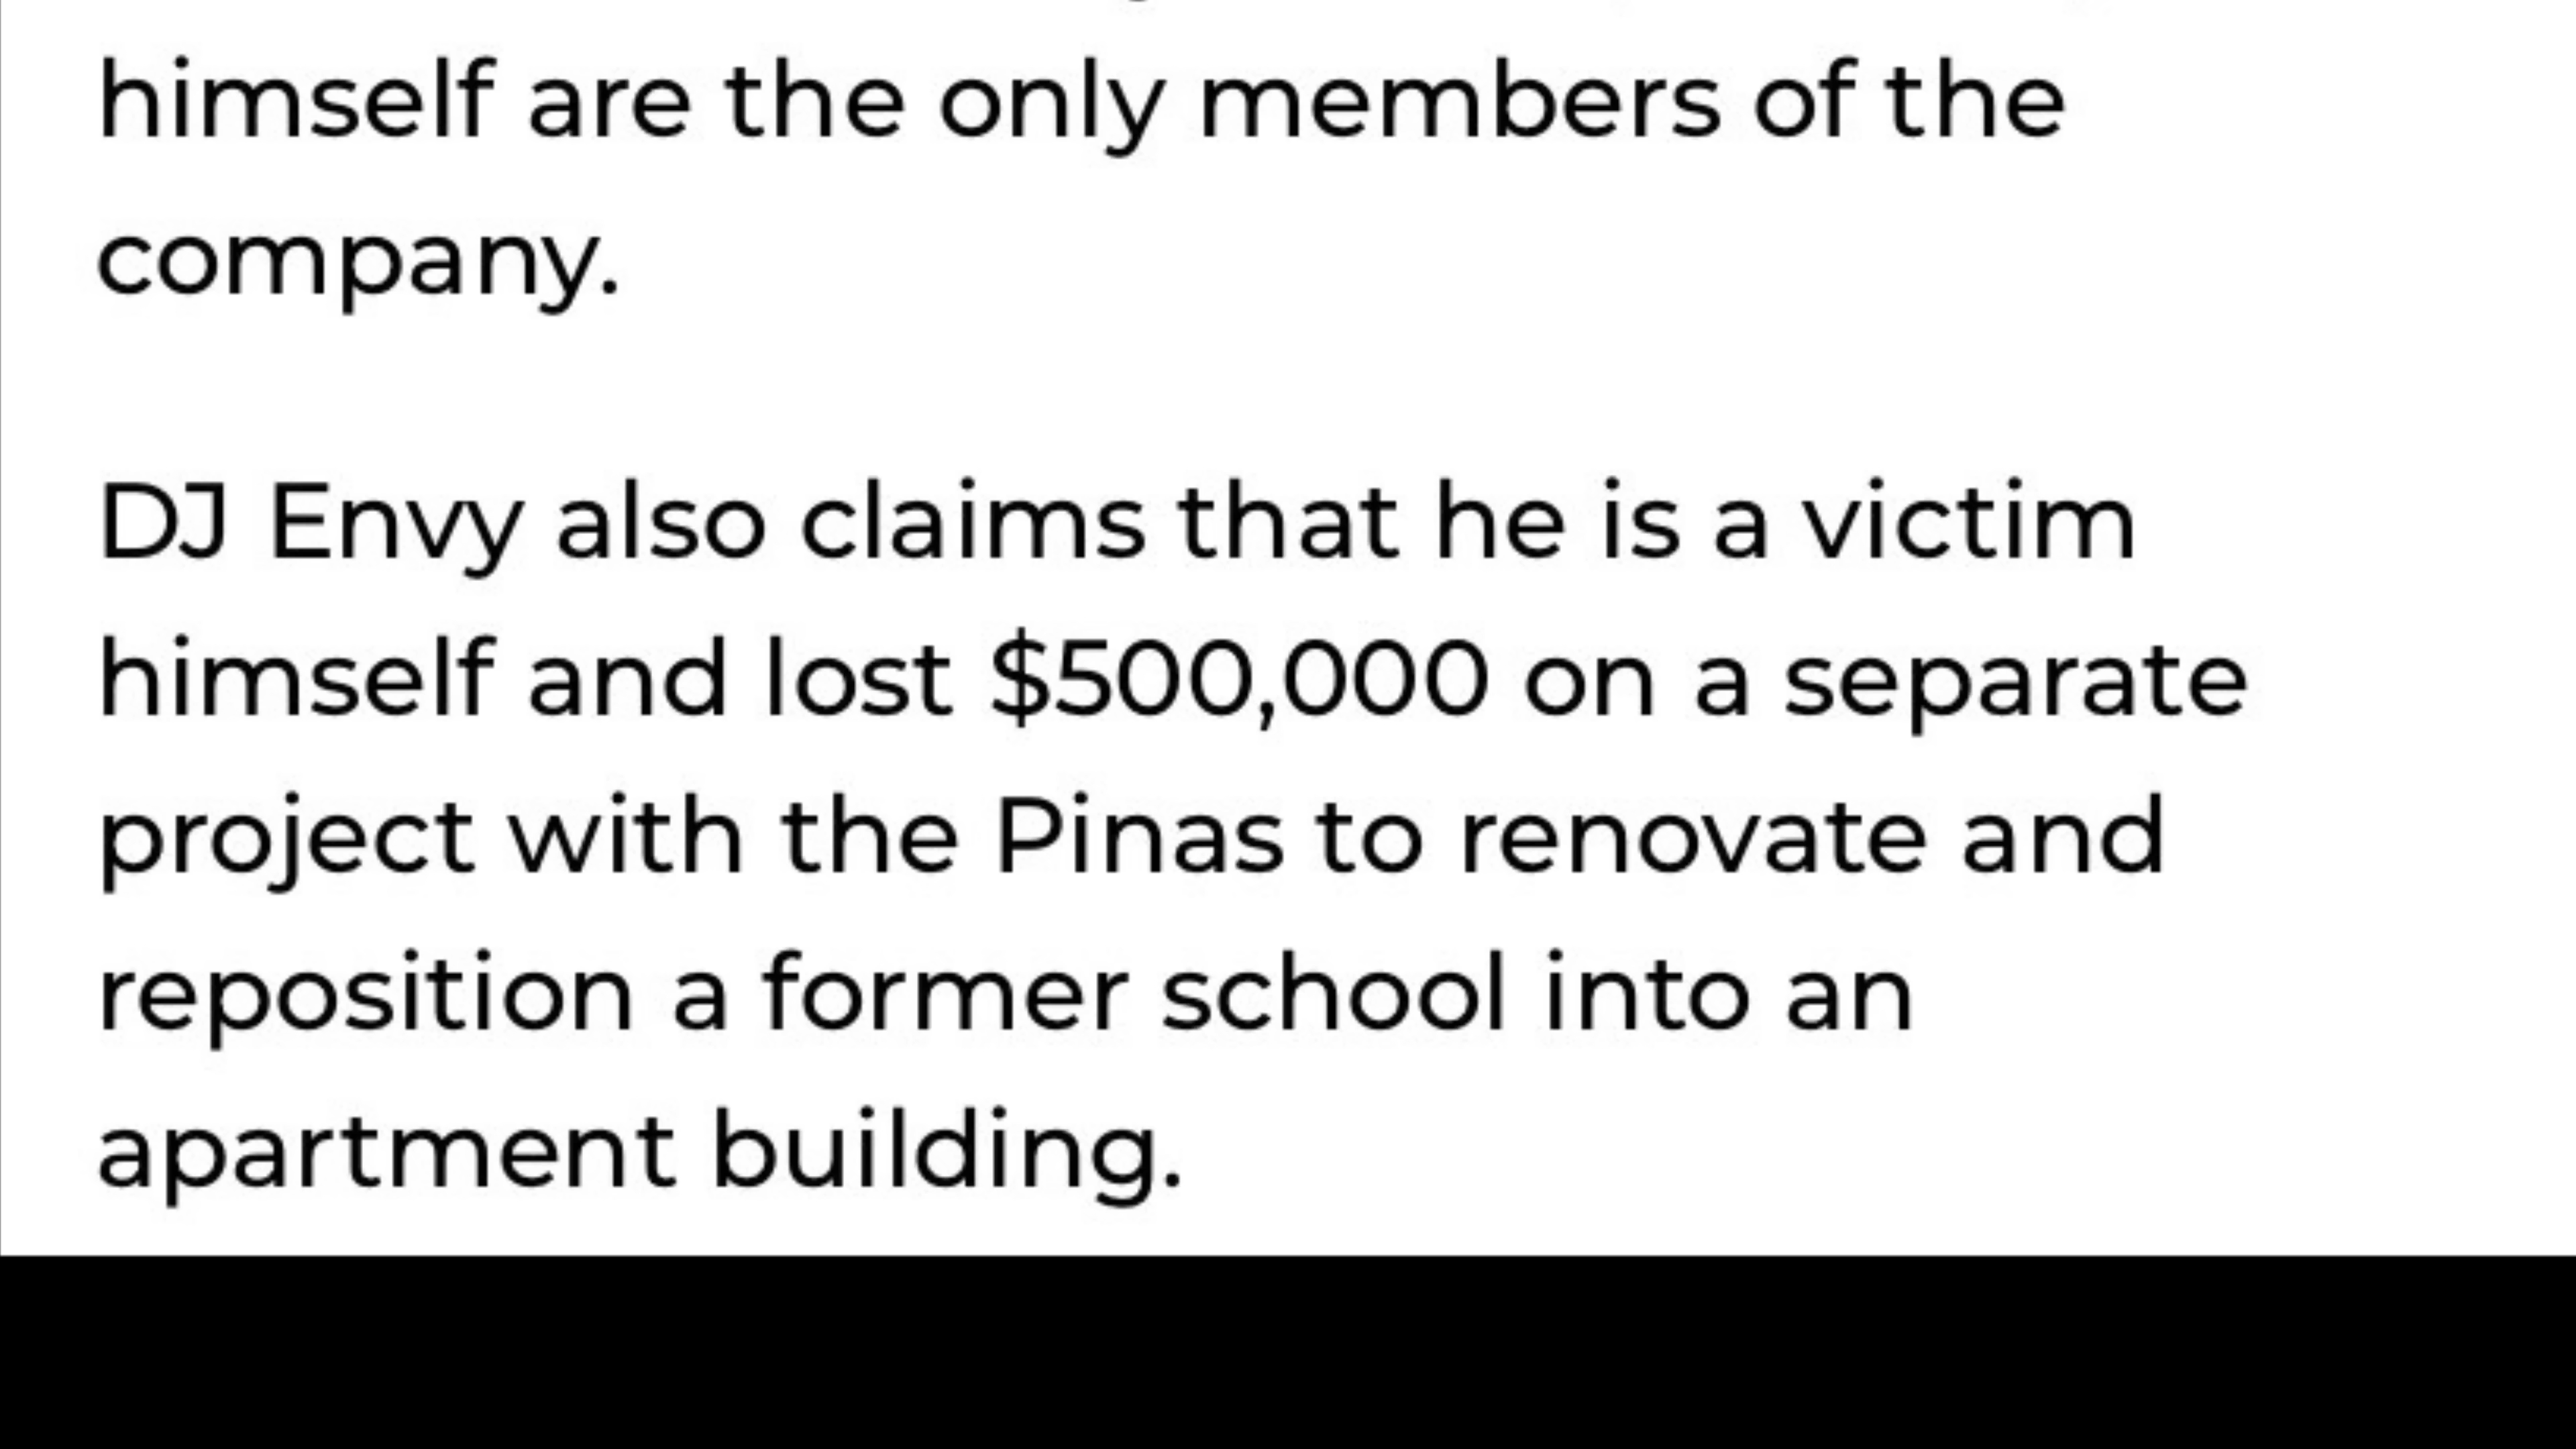 himself are the only members of the
company.
DJ Envy also claims that he is a victim
himself and lost $500,000 on a separate
project with the Pinas to renovate and
reposition a former school into an
apartment building.